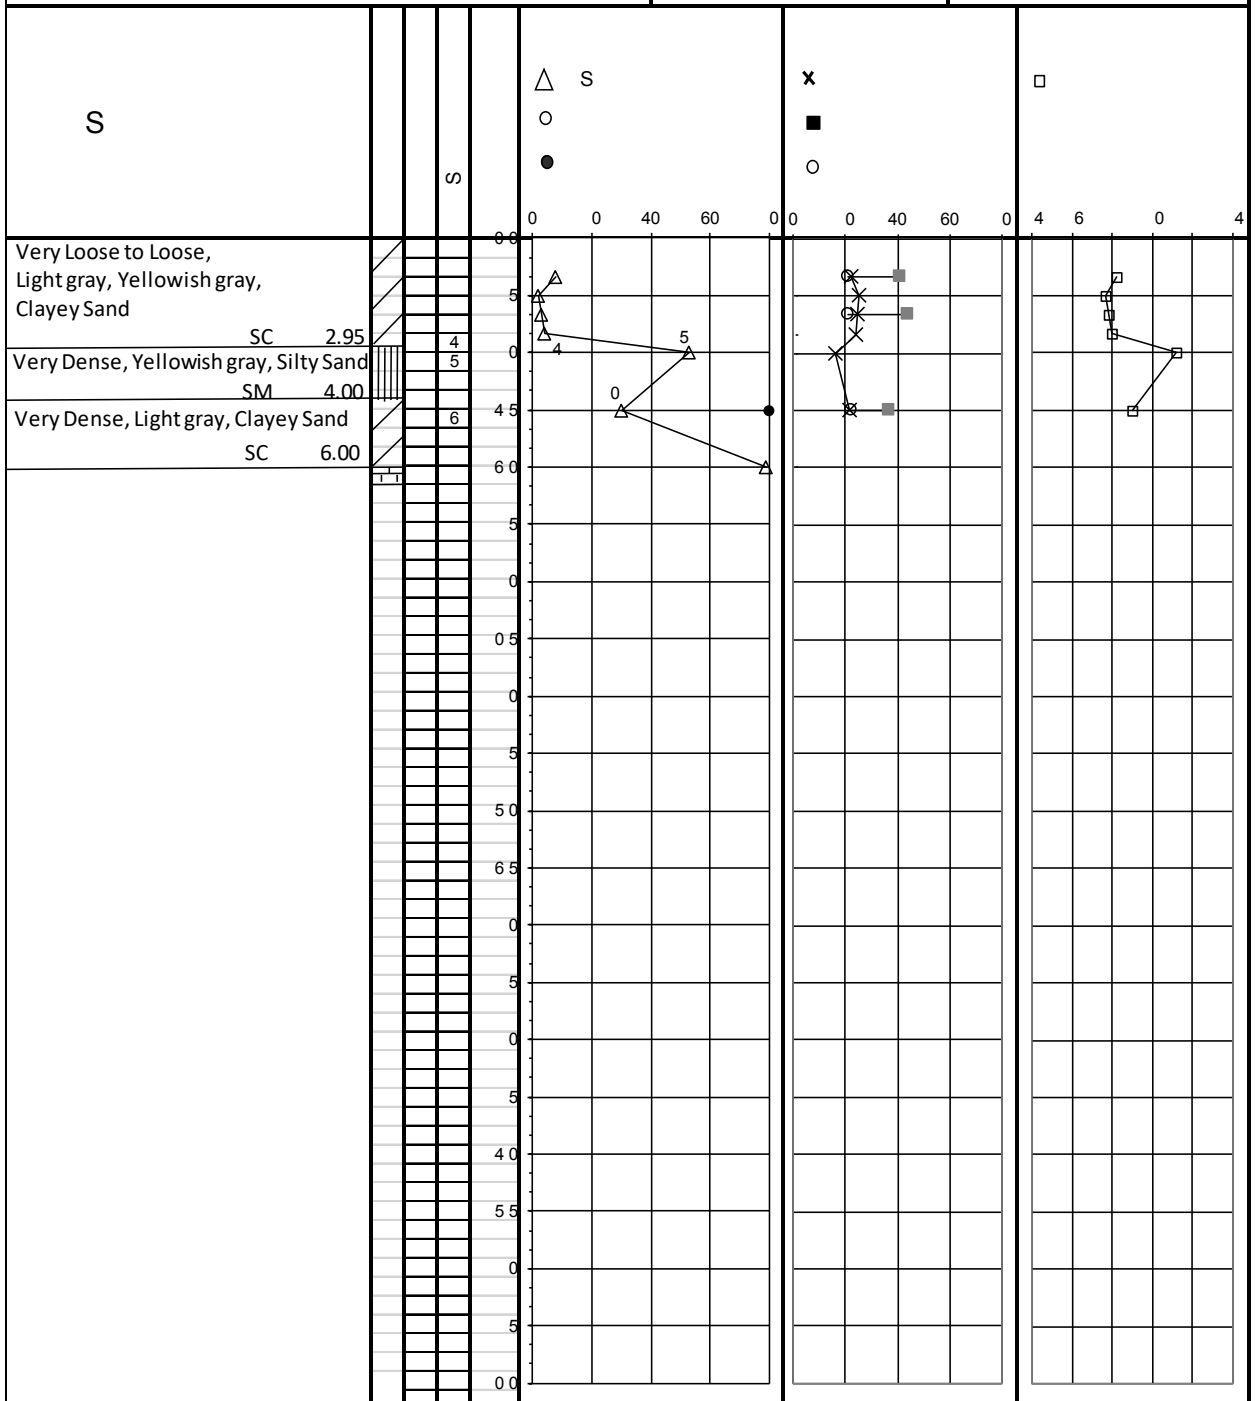 S
S
S
0 0 40 60 0
0 0 40 60 0
4 6 0 4
Very Loose to Loose,
Light gray, Yellowish gray,
Clayey Sand
SC 2.95
Very Dense, Yellowish gray, Silty Sand
SM 4.00
Very Dense, Light gray, Clayey Sand
SC 6.00
4
5
6
0 0
5
0
4 5
6 0
5
0
0 5
0
5
5 0
6 5
0
5
0
5
4 0
5 5
0
5
0 0
4
5
0